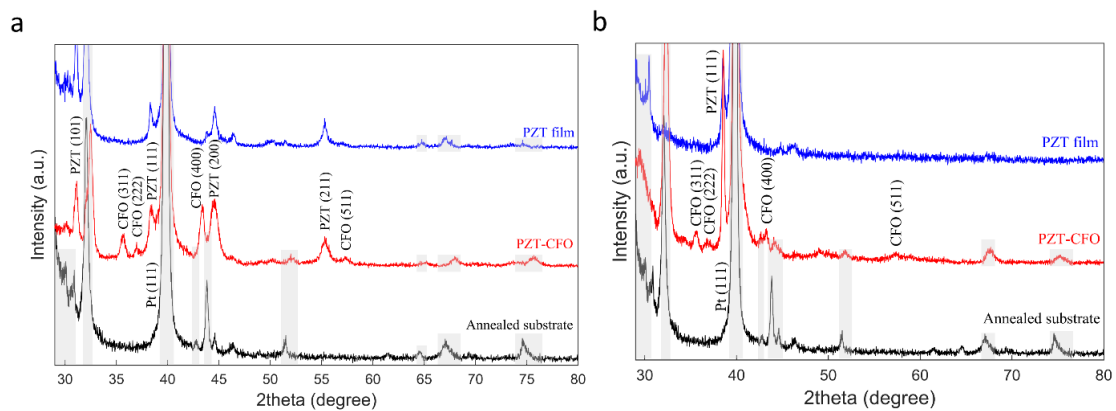 a
Intensity (a.u.)
PZT (101)
CFO (311)
CFO (222)
PZT (111)
Pt (111)
CFO (400)
PZT (200)
PZT (211)
CFO (511)
PZT film
PZT-CFO
Annealed substrate
30 35 40 45 50 55 60 65 70 75 80
2theta (degree)
b
Intensity (a.u.)
CFO (311)
CFO (222)
PZT (111)
Pt (111)
CFO (400)
CFO (511)
PZT film
PZT-CFO
Annealed substrate
30 40 50 60 70 80
2theta (degree)